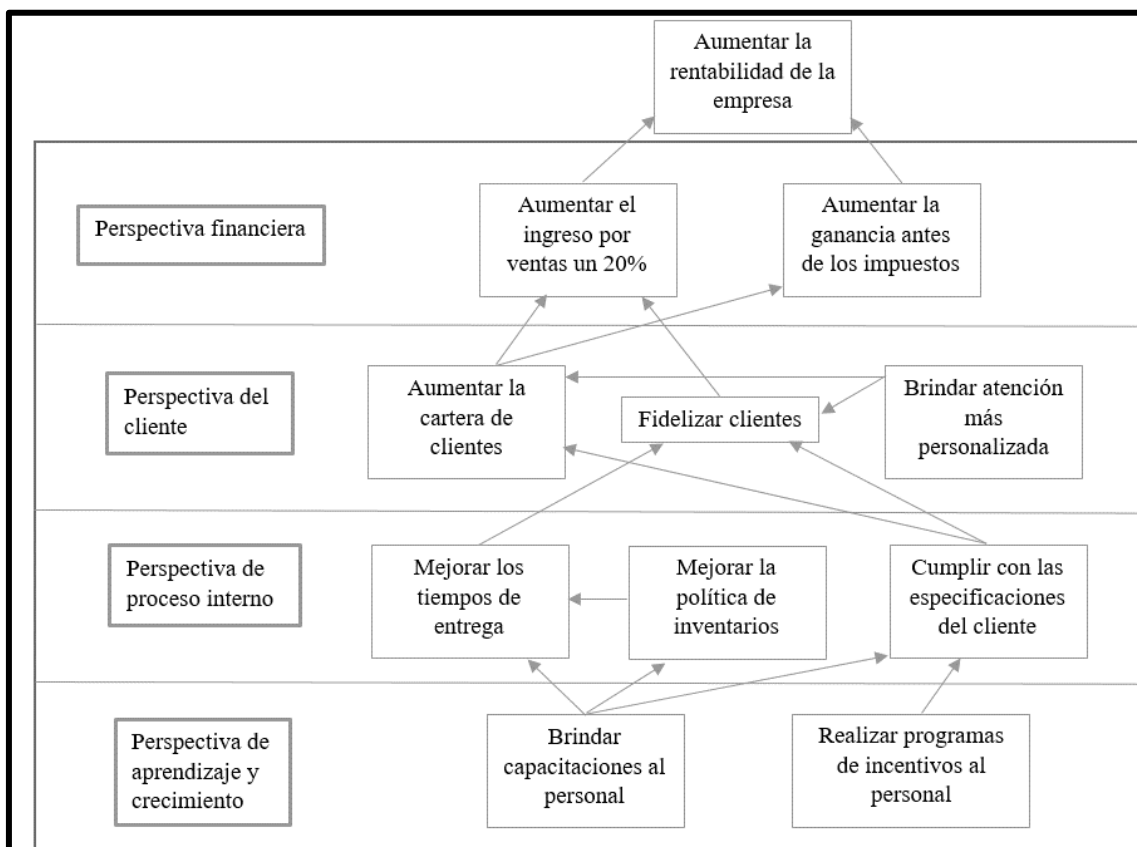 Aumentar la
rentabilidad de la
empresa
Perspectiva financiera
Aumentar el
ingreso por
ventas un 20%
Aumentar la
ganancia antes
de los impuestos
Perspectiva del
cliente
Aumentar la
cartera de
clientes
Fidelizar clientes
Brindar atención
más
personalizada
Perspectiva de
proceso interno
Mejorar los
tiempos de
entrega
Mejorar la
política de
inventarios
Cumplir con las
especificaciones
del cliente
Perspectiva de
aprendizaje y
crecimiento
Brindar
capacitaciones al
personal
Realizar programas
de incentivos al
personal